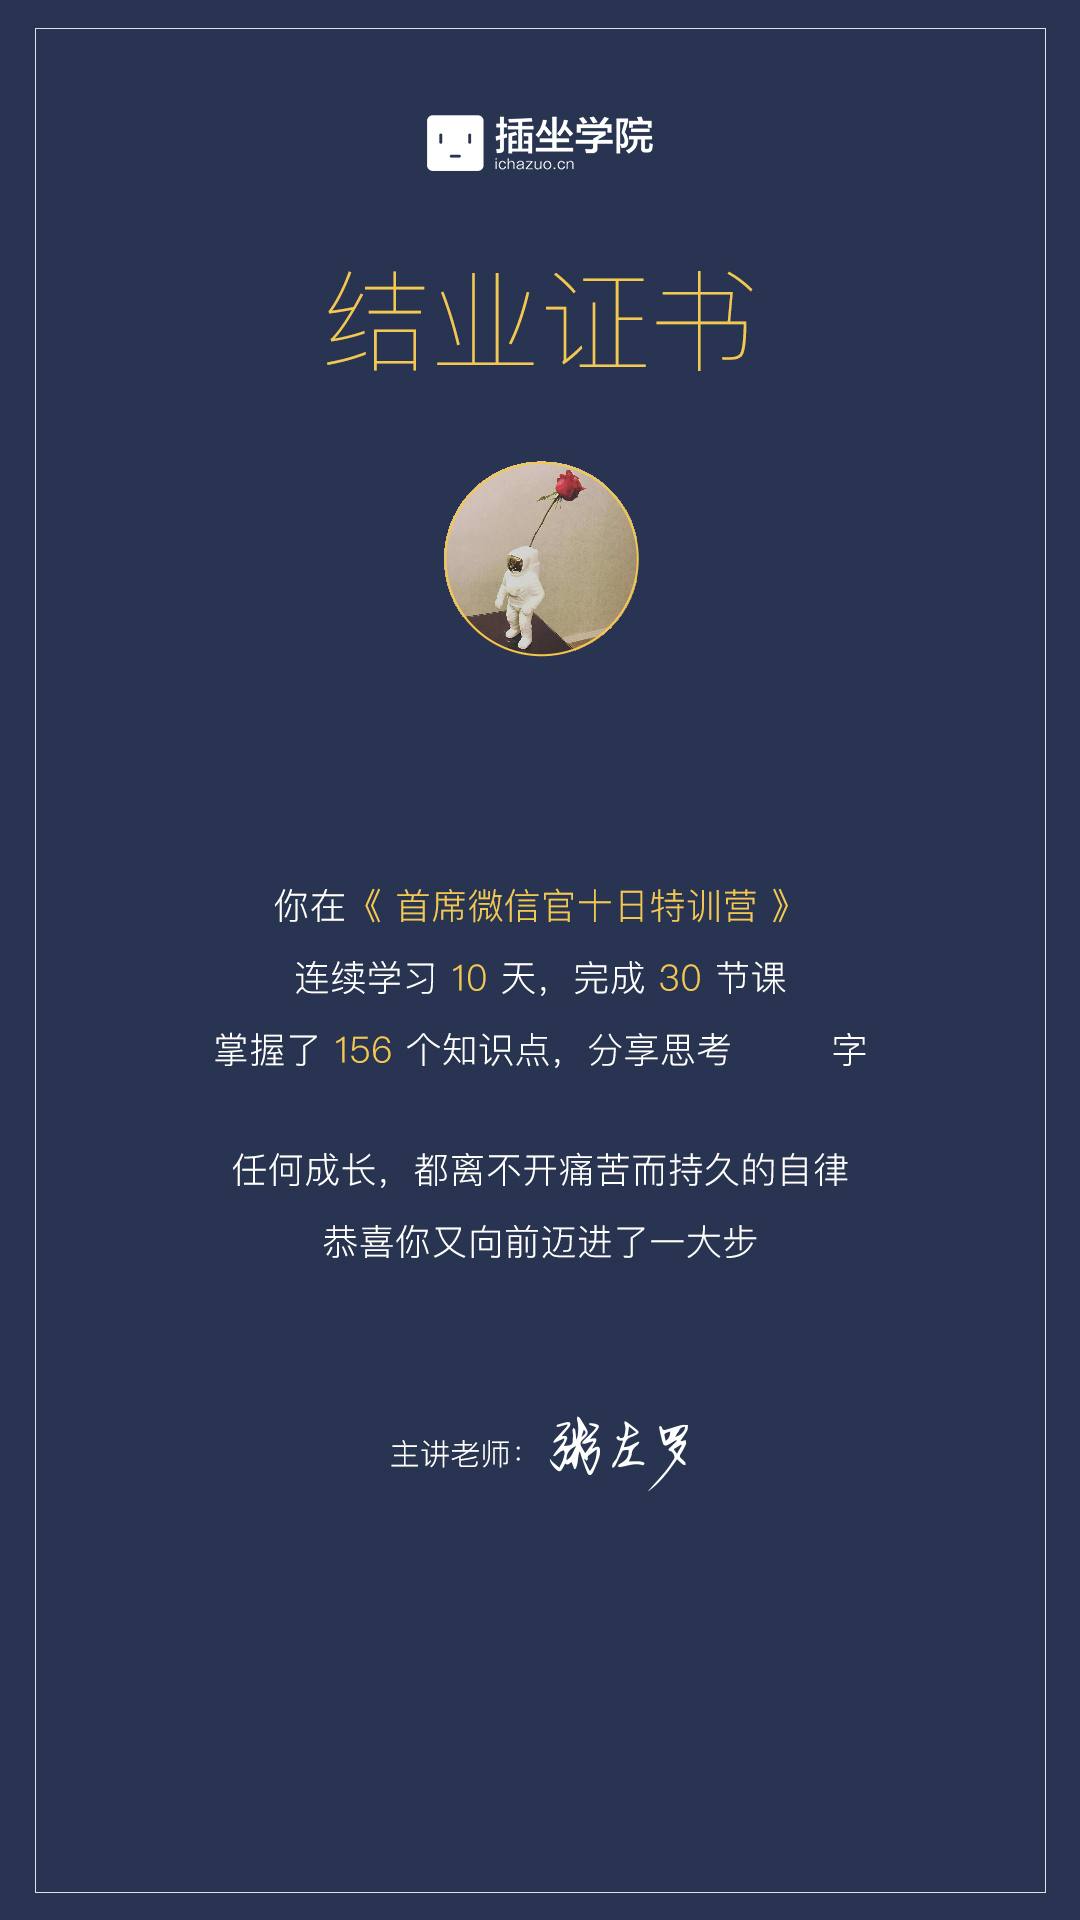 插坐学院
ichazuo.cn
结业证书
你在《 首席微信官十日特训营 》
连续学习 10 天，完成 30 节课
掌握了 156 个知识点，分享思考 字
任何成长，都离不开痛苦而持久的自律
恭喜你又向前迈进了一大步
主讲老师：粥左罗